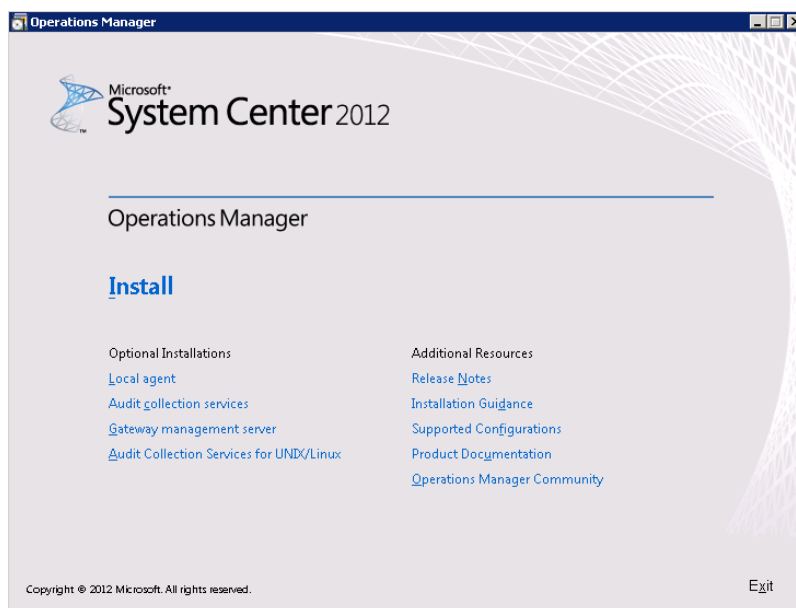 Operations Manager
Microsoft®
System Center 2012
™
Operations Manager
Install
Optional Installations
Local agent
Audit collection services
Gateway management server
Audit Collection Services for UNIX/Linux
Additional Resources
Release Notes
Installation Guidance
Supported Configurations
Product Documentation
Operations Manager Community
Copyright © 2012 Microsoft. All rights reserved.
Exit